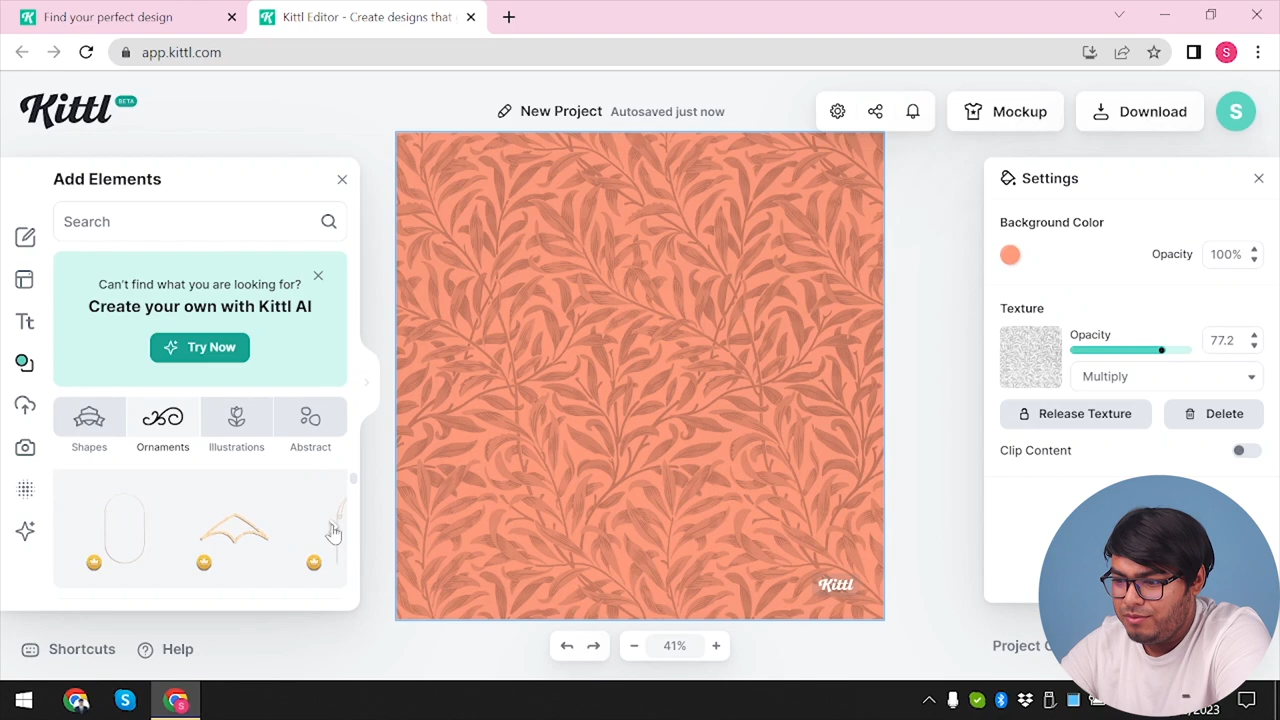 Find your perfect design
Kittl Editor - Create designs that
app.kittl.com
S
Kittl BETA
New Project Autosaved just now
Mockup
Download
S
Add Elements
Search
Can't find what you are looking for?
Create your own with Kittl AI
Try Now
Shapes Ornaments Illustrations Abstract
Tt
Kittl
Settings
Background Color
Opacity 100%
Texture
Opacity 77.2
Multiply
Release Texture Delete
Clip Content
41%
Shortcuts Help
Project
2023